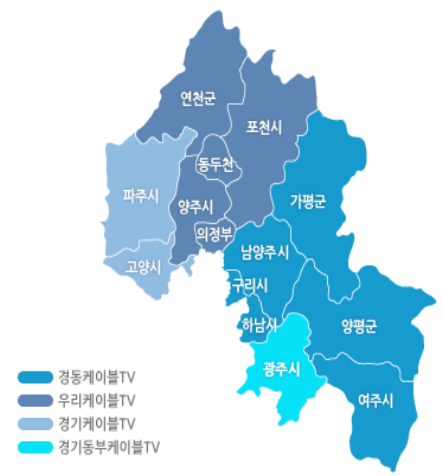 연천군
포천시
동두천
파주시
양주시
가평군
의정부
남양주시
고양시
구리시
하남시
양평군
광주시
여주시
경동케이블TV
우리케이블TV
경기케이블TV
경기동부케이블TV